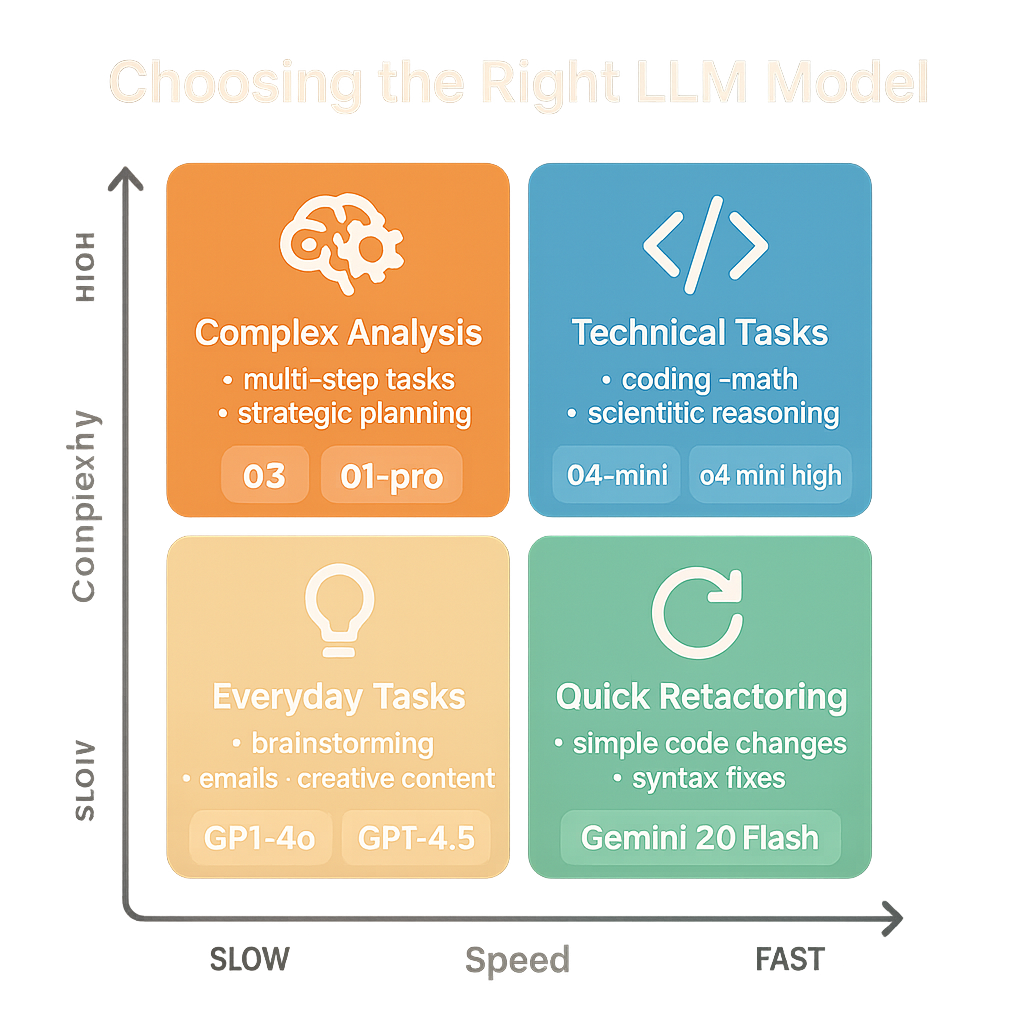 Choosing the Right LLM Model
HIOH
Coinpiexhy
SLOIV
Complex Analysis
• multi-step tasks
• strategic planning
03
01-pro
Technical Tasks
• coding -math
• scientitic reasoning
04-mini
o4 mini high
Everyday Tasks
• brainstorming
• emails · creative content
GP1-4o
GPT-4.5
Quick Retactoring
• simple code changes
• syntax fixes
Gemini 20 Flash
SLOW
Speed
FAST